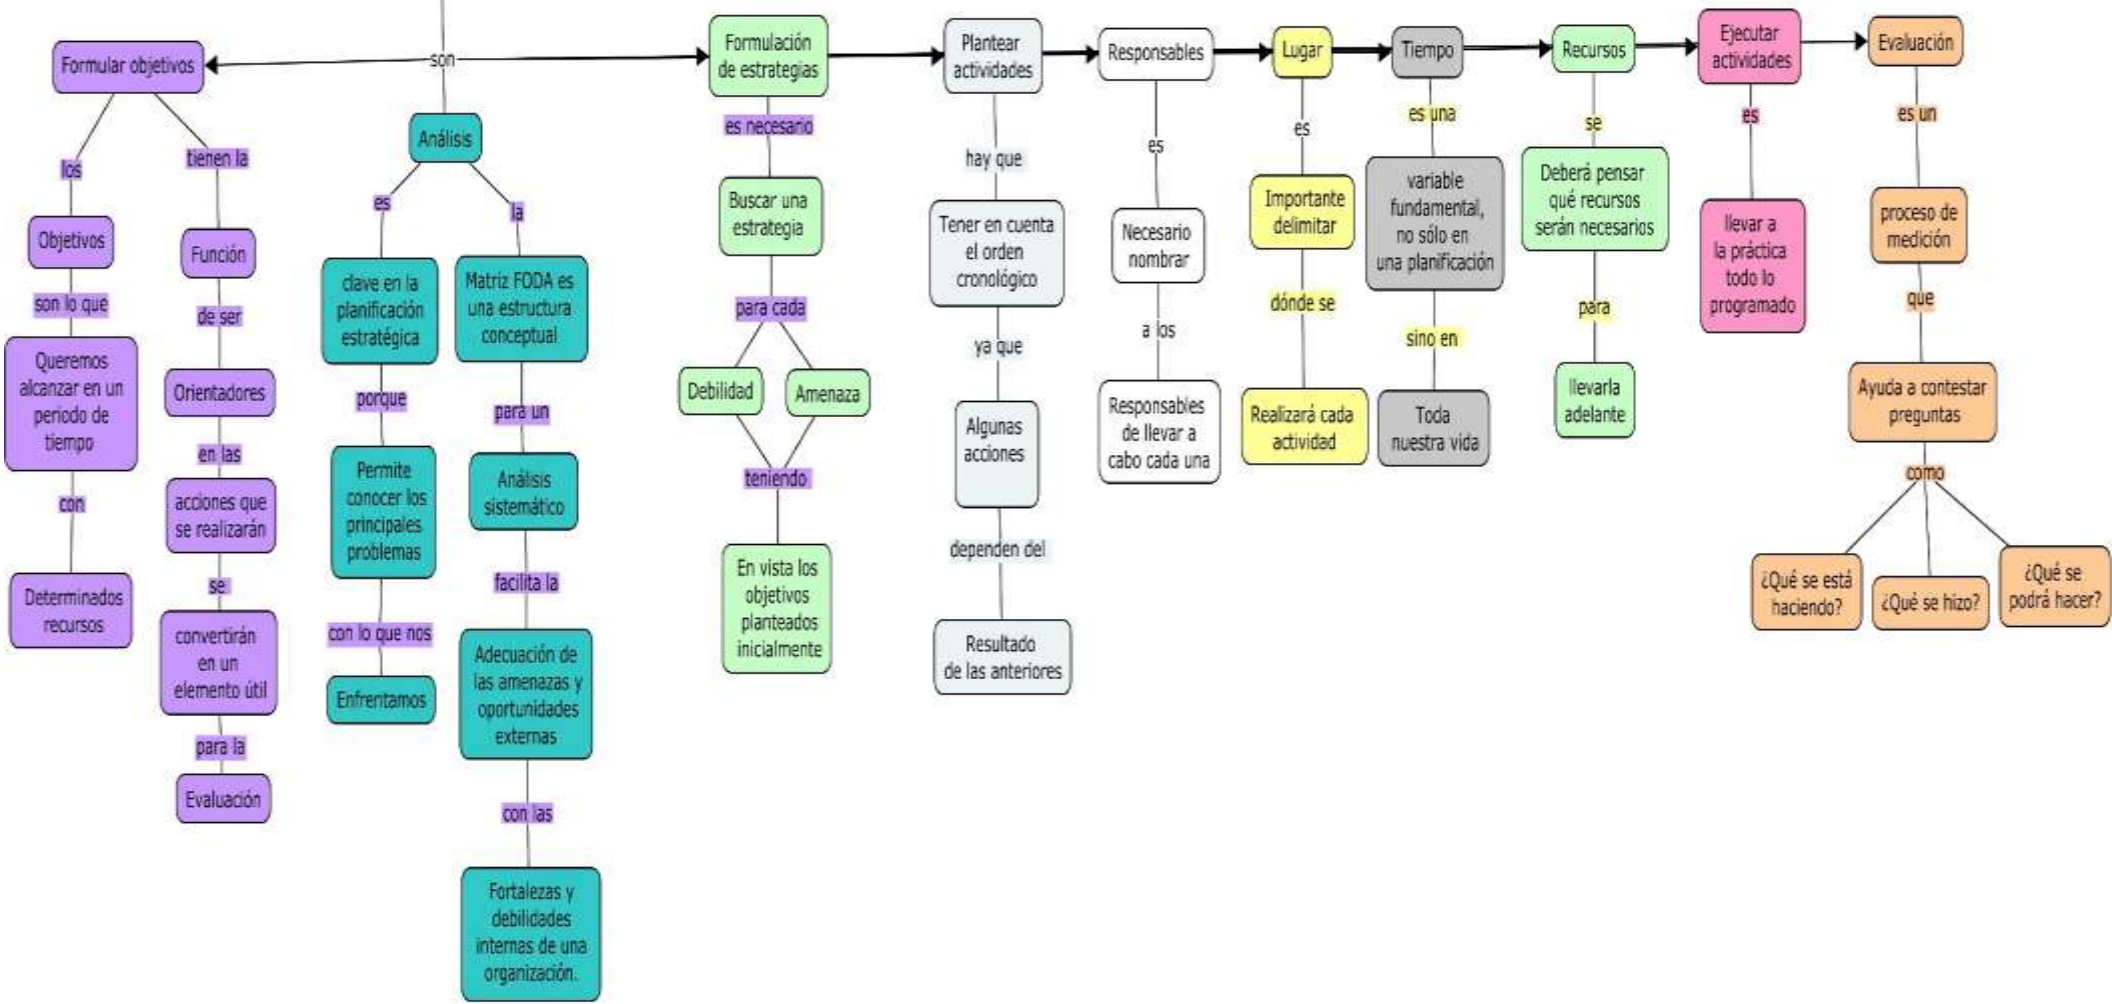 son
Formular objetivos
los
Objetivos
son lo que
Queremos
alcanzar en un
periodo de
tiempo
con
Determinados
recursos
tienen la
Función
de ser
Orientadores
en las
acciones que
se realizarán
se
convertirán
en un
elemento útil
para la
Evaluación
Análisis
es
clave en la
planificación
estratégica
porque
Permite
conocer los
principales
problemas
con lo que nos
Enfrentamos
la
Matriz FODA es
una estructura
conceptual
para un
Análisis
sistemático
facilita la
Adecuación de
las amenazas y
oportunidades
externas
con las
Fortalezas y
debilidades
internas de una
organización.
Formulación
de estrategias
es necesario
Buscar una
estrategia
para cada
Debilidad
Amenaza
teniendo
En vista los
objetivos
planteados
inicialmente
Plantear
actividades
hay que
Tener en cuenta
el orden
cronológico
ya que
Algunas
acciones
dependen del
Resultado
de las anteriores
Responsables
es
Necesario
nombrar
a los
Responsables
de llevar a
cabo cada una
Lugar
es
Importante
delimitar
dónde se
Realizará cada
actividad
Tiempo
es una
variable
fundamental,
no sólo en
una planificación
sino en
Toda
nuestra vida
Recursos
se
Deberá pensar
qué recursos
serán necesarios
para
llevarla
adelante
Ejecutar
actividades
es
llevar a
la práctica
todo lo
programado
Evaluación
es un
proceso de
medición
que
Ayuda a contestar
preguntas
como
¿Qué se está
haciendo?
¿Qué se hizo?
¿Qué se
podrá hacer?